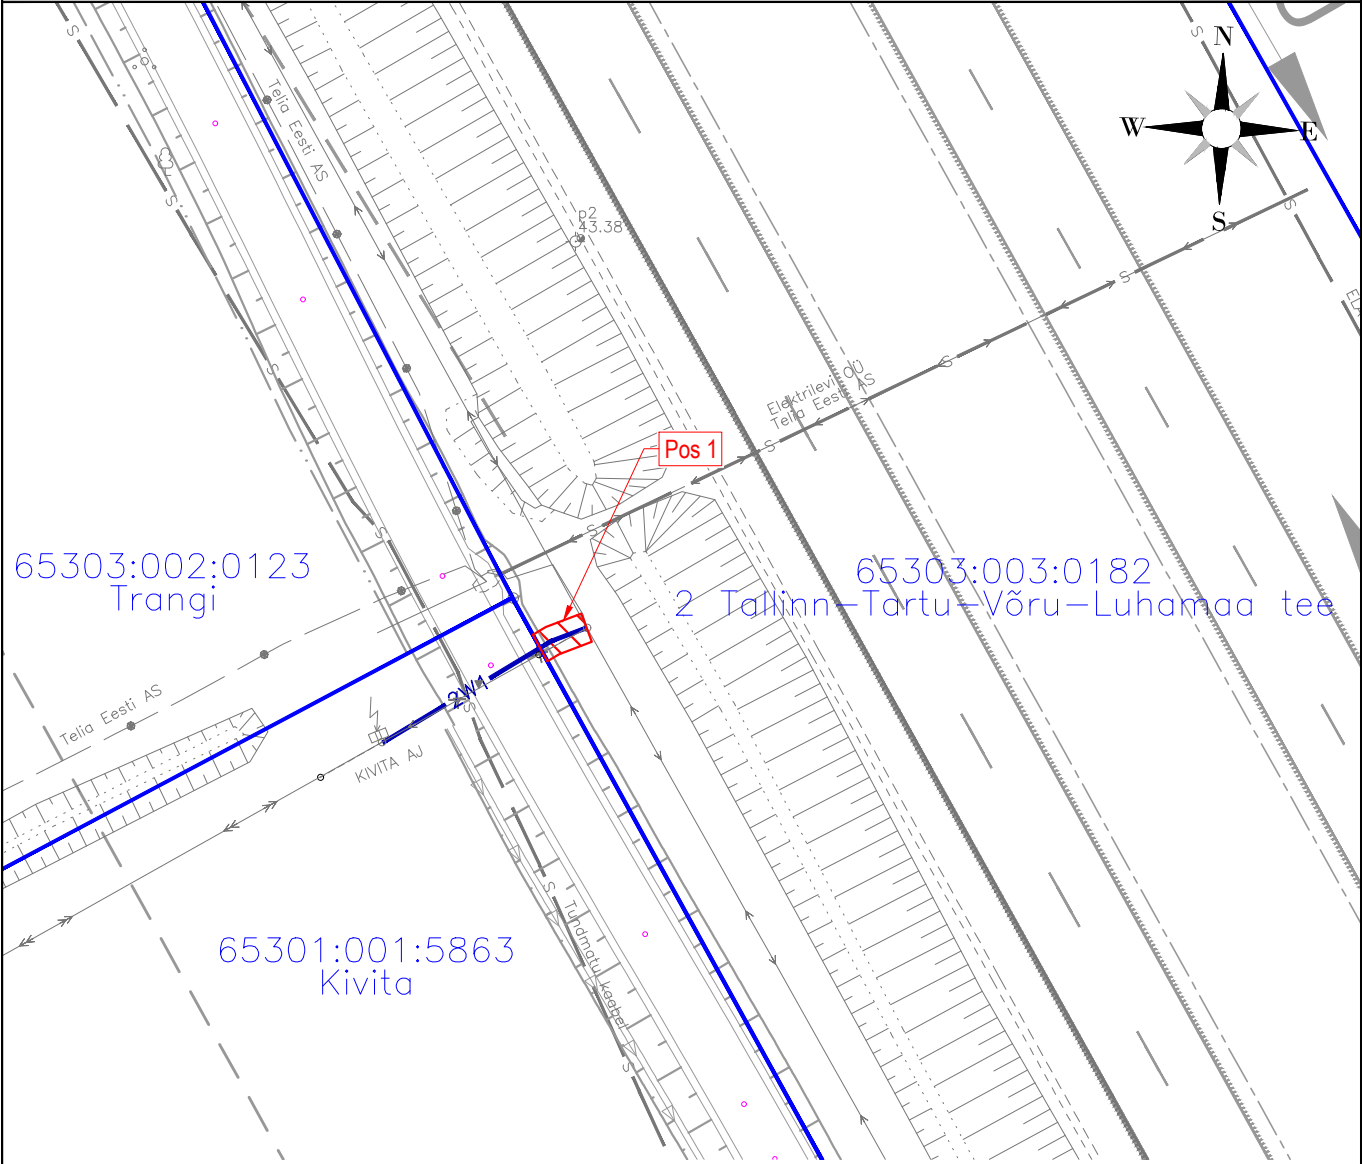 N
W
E
S
Telia Eesti AS
p2
43.38
Elektrilevi OÜ
Telia Eesti AS
Pos 1
65303:002:0123
Trangi
65303:003:0182
2 Tallinn-Tartu-Võru-Luhamaa tee
2W1
Telia Eesti AS
KIVITA AJ
65301:001:5863
Kivita
Tundmatu kaabel
S
S
S
S
S
S
S
S
S
S
S
S
S